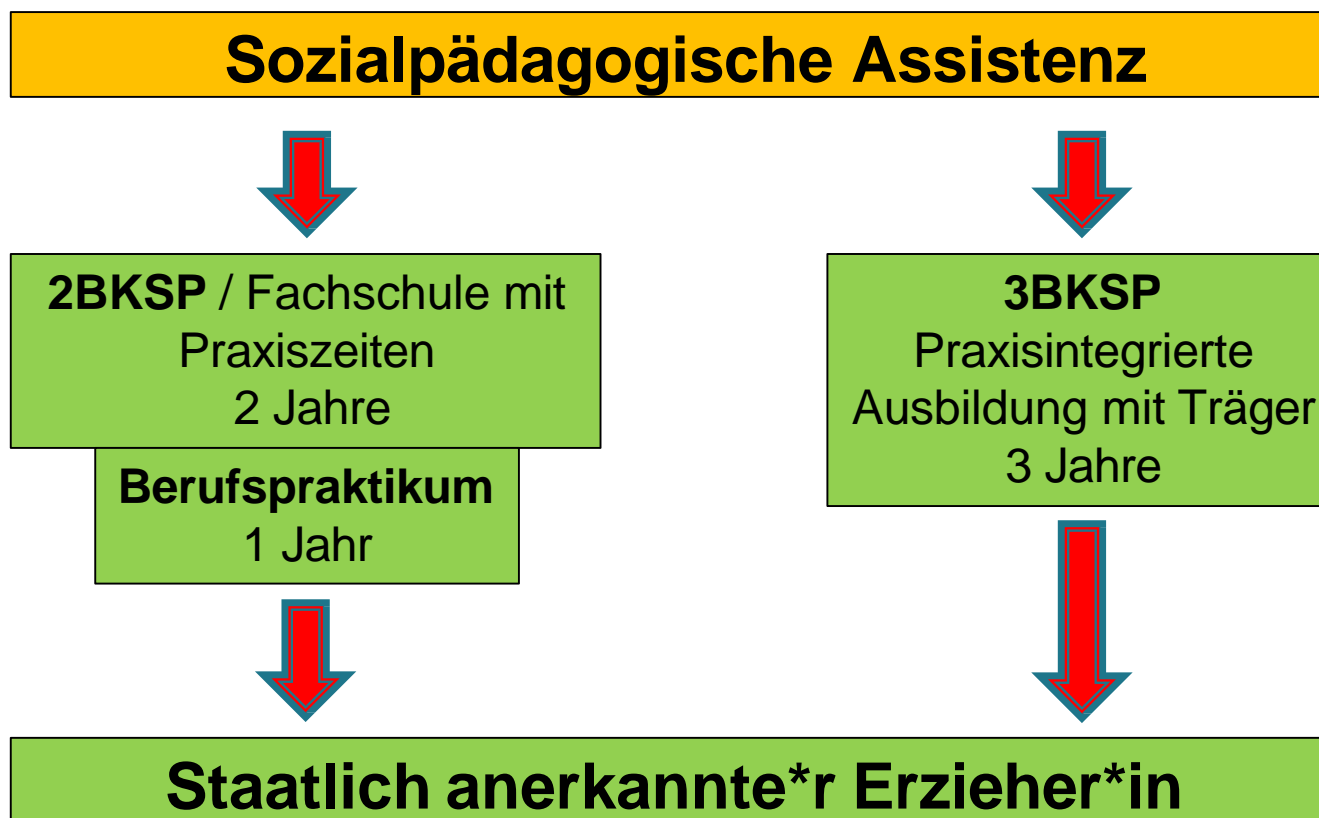 Sozialpädagogische Assistenz
2BKSP / Fachschule mit
Praxiszeiten
2 Jahre
Berufspraktikum
1 Jahr
3BKSP
Praxisintegrierte
Ausbildung mit Träger
3 Jahre
Staatlich anerkannte*r Erzieher*in